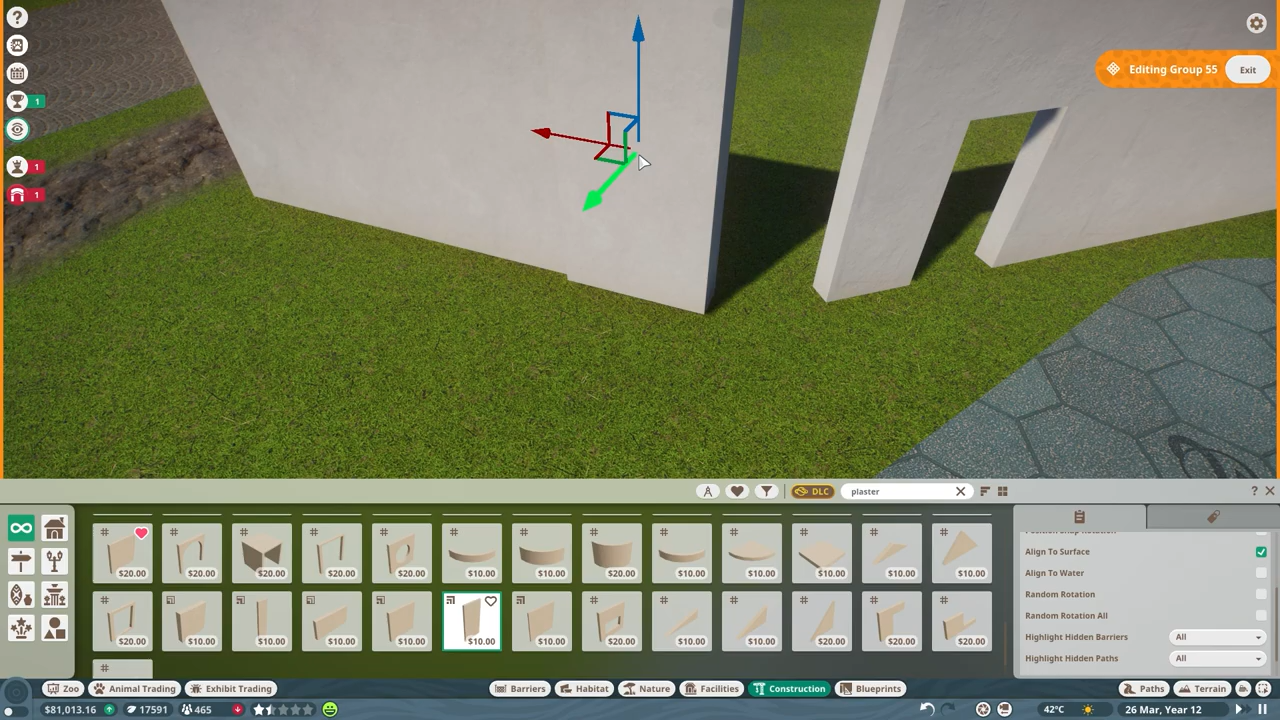 ?
1
1
1
Editing Group 55
Exit
DLC
plaster
? ×
$20.00 $20.00 $20.00 $20.00 $20.00 $10.00 $10.00 $10.00 $10.00 $10.00 $10.00 $20.00 $20.00
Align To Surface
Align To Water
Random Rotation
Random Rotation All
Highlight Hidden Barriers All
Highlight Hidden Paths All
$20.00 $10.00 $10.00 $10.00 $10.00 $10.00 $10.00 $20.00 $10.00 $10.00 $20.00 $20.00 $20.00
Zoo Animal Trading Exhibit Trading Barriers Habitat Nature Facilities Construction Blueprints Paths Terrain
$81,013.16 17591 465 42°C 26 Mar, Year 12